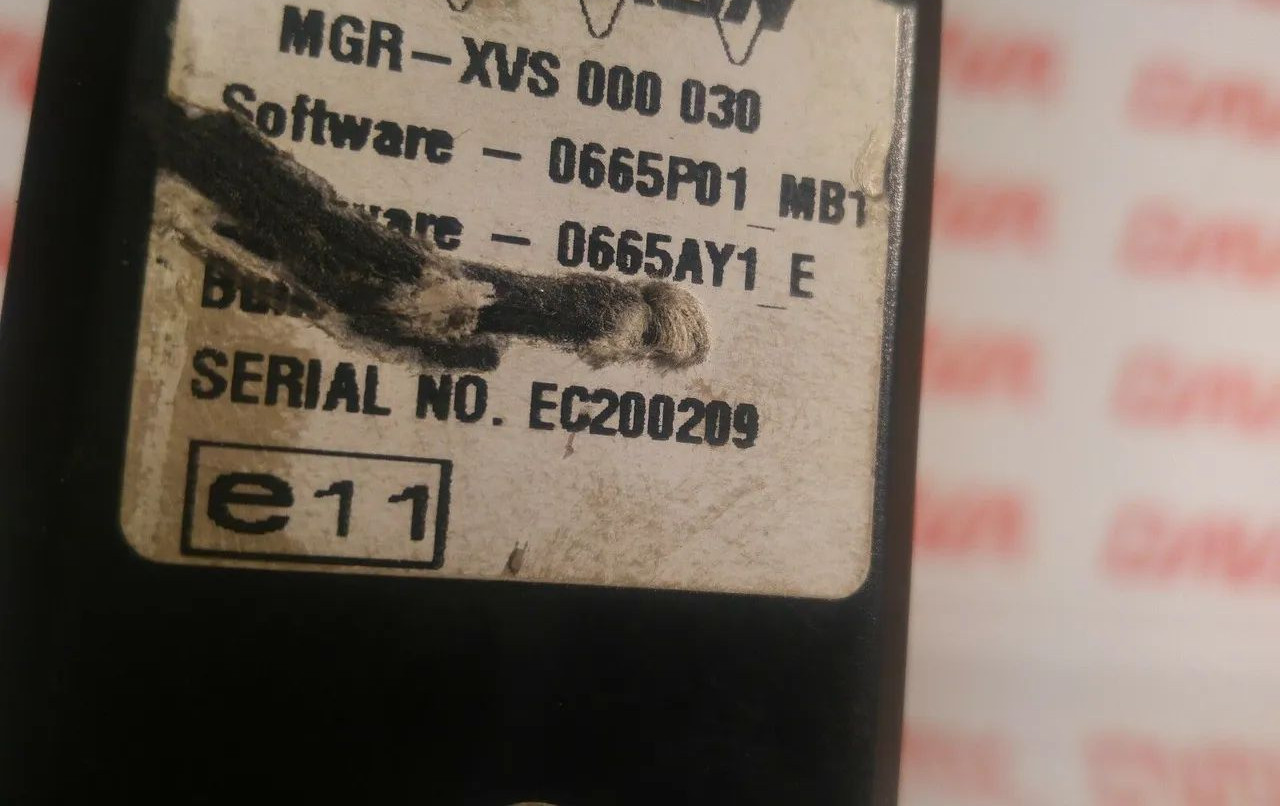 MGR-XVS 000 030
Software - 0665P01_MB1
- 0665AY1_E
SERIAL NO. EC200209
e11